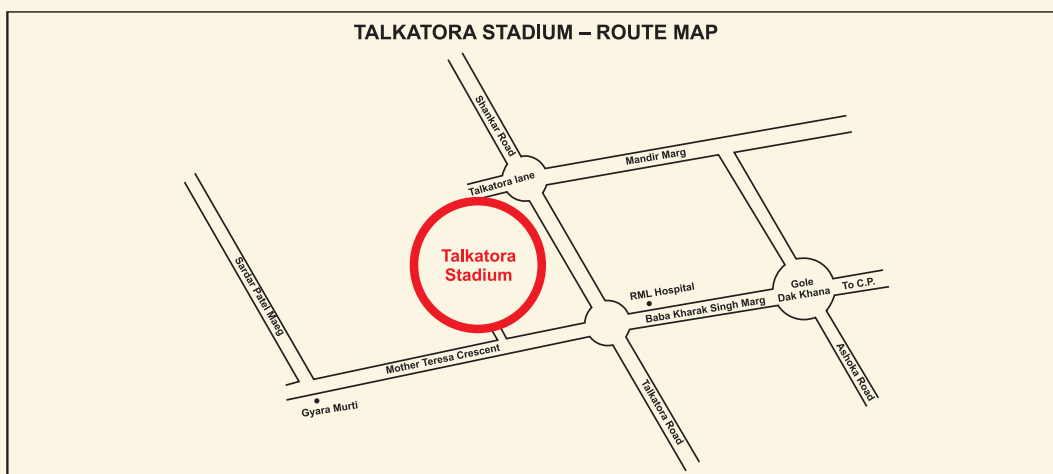 TALKATORA STADIUM – ROUTE MAP
Shankar Road
Mandir Marg
Talkatora lane
Talkatora
Stadium
Sardar Patel Maeg
RML Hospital
Baba Kharak Singh Marg
Gole
Dak Khana
To C.P.
Mother Teresa Crescent
Gyara Murti
Talkatora Road
Ashoka Road